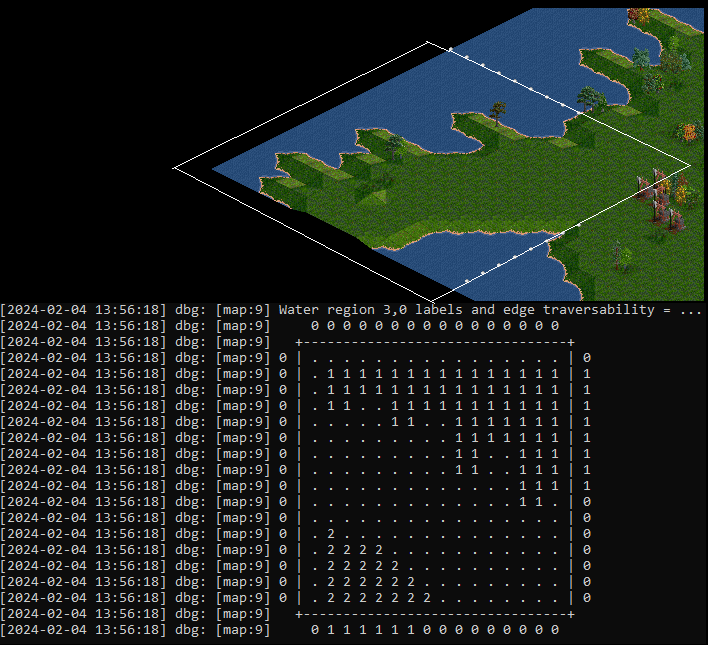 [2024-02-04 13:56:18] dbg: [map:9] Water region 3,0 labels and edge traversability = ...
[2024-02-04 13:56:18] dbg: [map:9]     0 0 0 0 0 0 0 0 0 0 0 0 0 0 0 0
[2024-02-04 13:56:18] dbg: [map:9]   +---------------------------------+
[2024-02-04 13:56:18] dbg: [map:9] 0 | . . . . . . . . . . . . . . . . | 0
[2024-02-04 13:56:18] dbg: [map:9] 0 | . 1 1 1 1 1 1 1 1 1 1 1 1 1 1 1 | 1
[2024-02-04 13:56:18] dbg: [map:9] 0 | . 1 1 1 1 1 1 1 1 1 1 1 1 1 1 1 | 1
[2024-02-04 13:56:18] dbg: [map:9] 0 | . 1 1 . . 1 1 1 1 1 1 1 1 1 1 1 | 1
[2024-02-04 13:56:18] dbg: [map:9] 0 | . . . . . 1 1 . . 1 1 1 1 1 1 1 | 1
[2024-02-04 13:56:18] dbg: [map:9] 0 | . . . . . . . . . 1 1 1 1 1 1 1 | 1
[2024-02-04 13:56:18] dbg: [map:9] 0 | . . . . . . . . . 1 1 . . 1 1 1 | 1
[2024-02-04 13:56:18] dbg: [map:9] 0 | . . . . . . . . . 1 1 . . 1 1 1 | 1
[2024-02-04 13:56:18] dbg: [map:9] 0 | . . . . . . . . . . . . . 1 1 1 | 1
[2024-02-04 13:56:18] dbg: [map:9] 0 | . . . . . . . . . . . . . 1 1 . | 0
[2024-02-04 13:56:18] dbg: [map:9] 0 | . . . . . . . . . . . . . . . . | 0
[2024-02-04 13:56:18] dbg: [map:9] 0 | . 2 . . . . . . . . . . . . . . | 0
[2024-02-04 13:56:18] dbg: [map:9] 0 | . 2 2 2 2 . . . . . . . . . . . | 0
[2024-02-04 13:56:18] dbg: [map:9] 0 | . 2 2 2 2 2 . . . . . . . . . . | 0
[2024-02-04 13:56:18] dbg: [map:9] 0 | . 2 2 2 2 2 2 . . . . . . . . . | 0
[2024-02-04 13:56:18] dbg: [map:9] 0 | . 2 2 2 2 2 2 2 . . . . . . . . | 0
[2024-02-04 13:56:18] dbg: [map:9]   +---------------------------------+
[2024-02-04 13:56:18] dbg: [map:9]     0 1 1 1 1 1 1 0 0 0 0 0 0 0 0 0